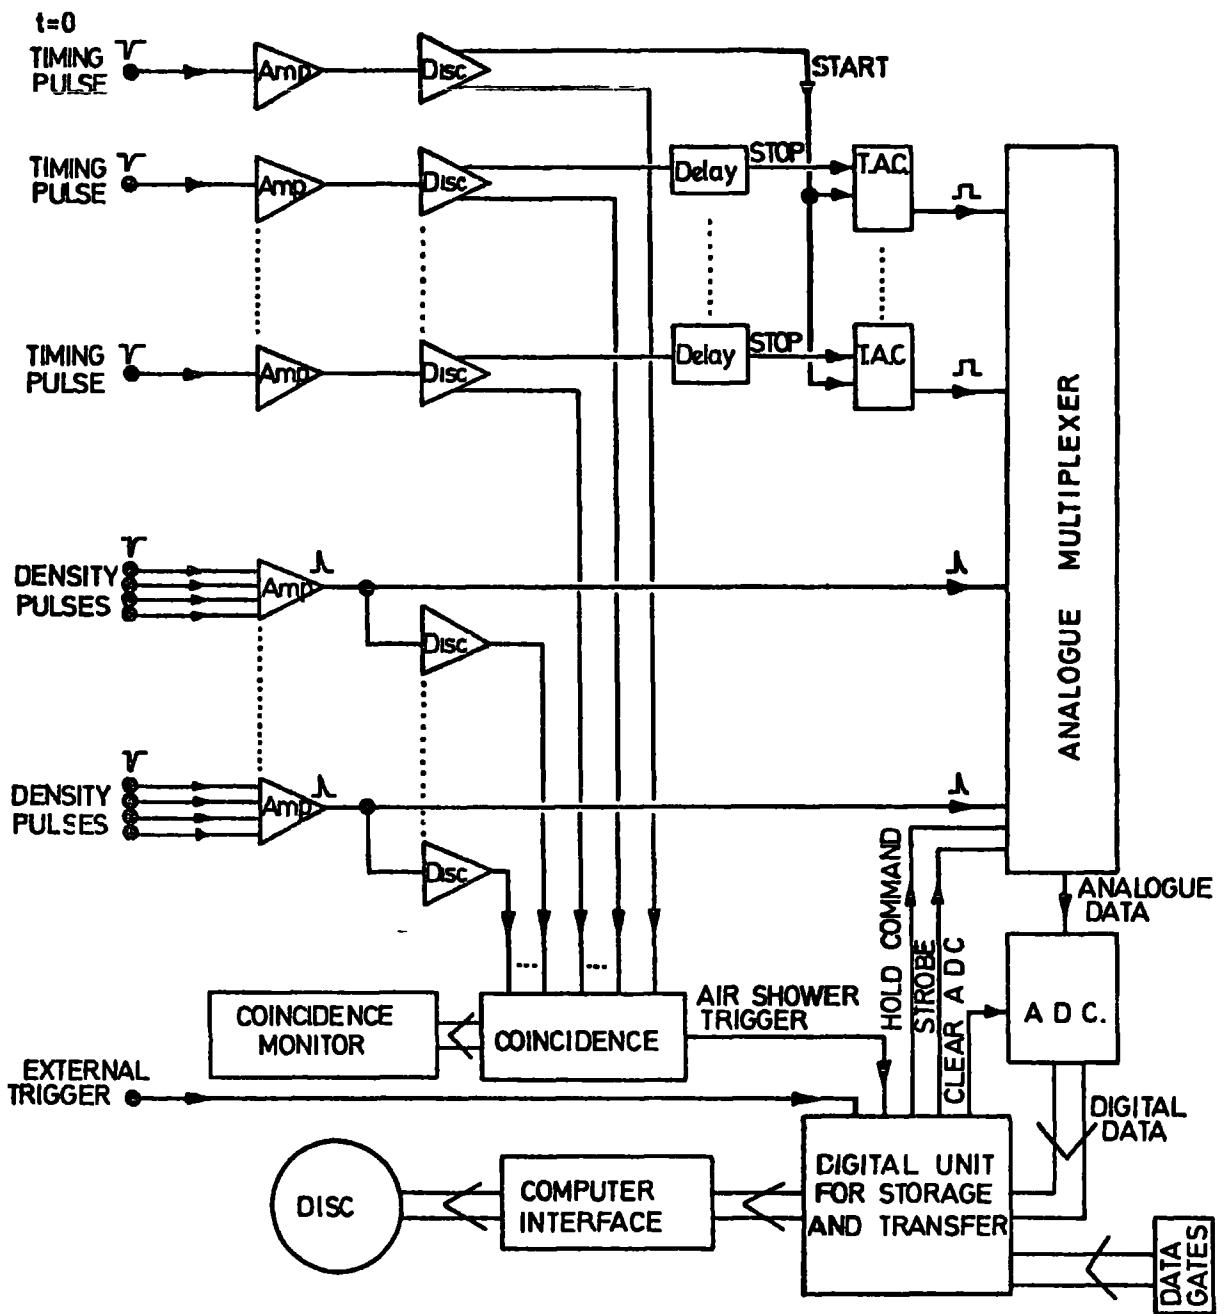 t=0
TIMING
PULSE
Amp
Disc
START
TIMING
PULSE
Amp
Disc
Delay
STOP
T.A.C.
TIMING
PULSE
Amp
Disc
Delay
STOP
T.A.C
ANALOGUE MULTIPLEXER
DENSITY
PULSES
Amp
Disc
DENSITY
PULSES
Amp
Disc
HOLD COMMAND
STROBE
CLEAR ADC
ANALOGUE
DATA
COINCIDENCE
MONITOR
COINCIDENCE
AIR SHOWER
TRIGGER
ADC.
EXTERNAL
TRIGGER
DIGITAL
DATA
DISC
COMPUTER
INTERFACE
DIGITAL UNIT
FOR STORAGE
AND TRANSFER
DATA
GATES